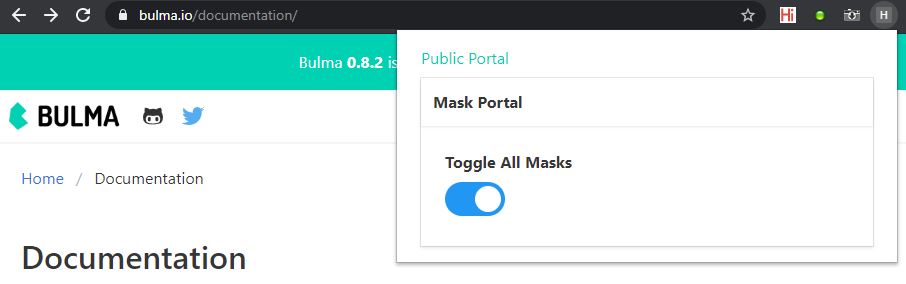 bulma.io/documentation/
Hi
H
Bulma 0.8.2 is
Public Portal
Mask Portal
BULMA
Toggle All Masks
Home / Documentation
Documentation